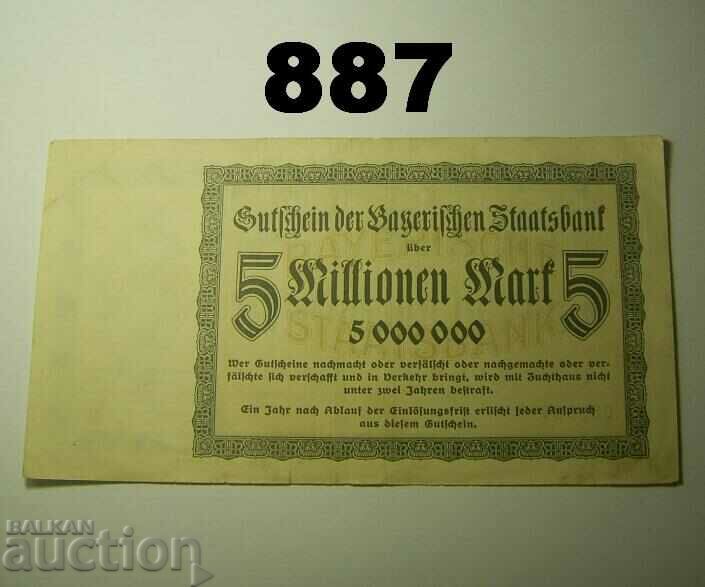 887
Gutschein der Bayerischen Staatsbank
über
5 Millionen Mark 5
5 000 000
BAYERISCHE
STAATSBANK
Wer Gutscheine nachmacht oder verfälscht oder nachgemachte oder ver-
fälschte sich verschafft und in Verkehr bringt, wird mit Zuchthaus nicht
unter zwei Jahren bestraft.
Ein Jahr nach Ablauf der Einlösungsfrist erlischt jeder Anspruch
aus diesem Gutschein.
BALKAN
auction